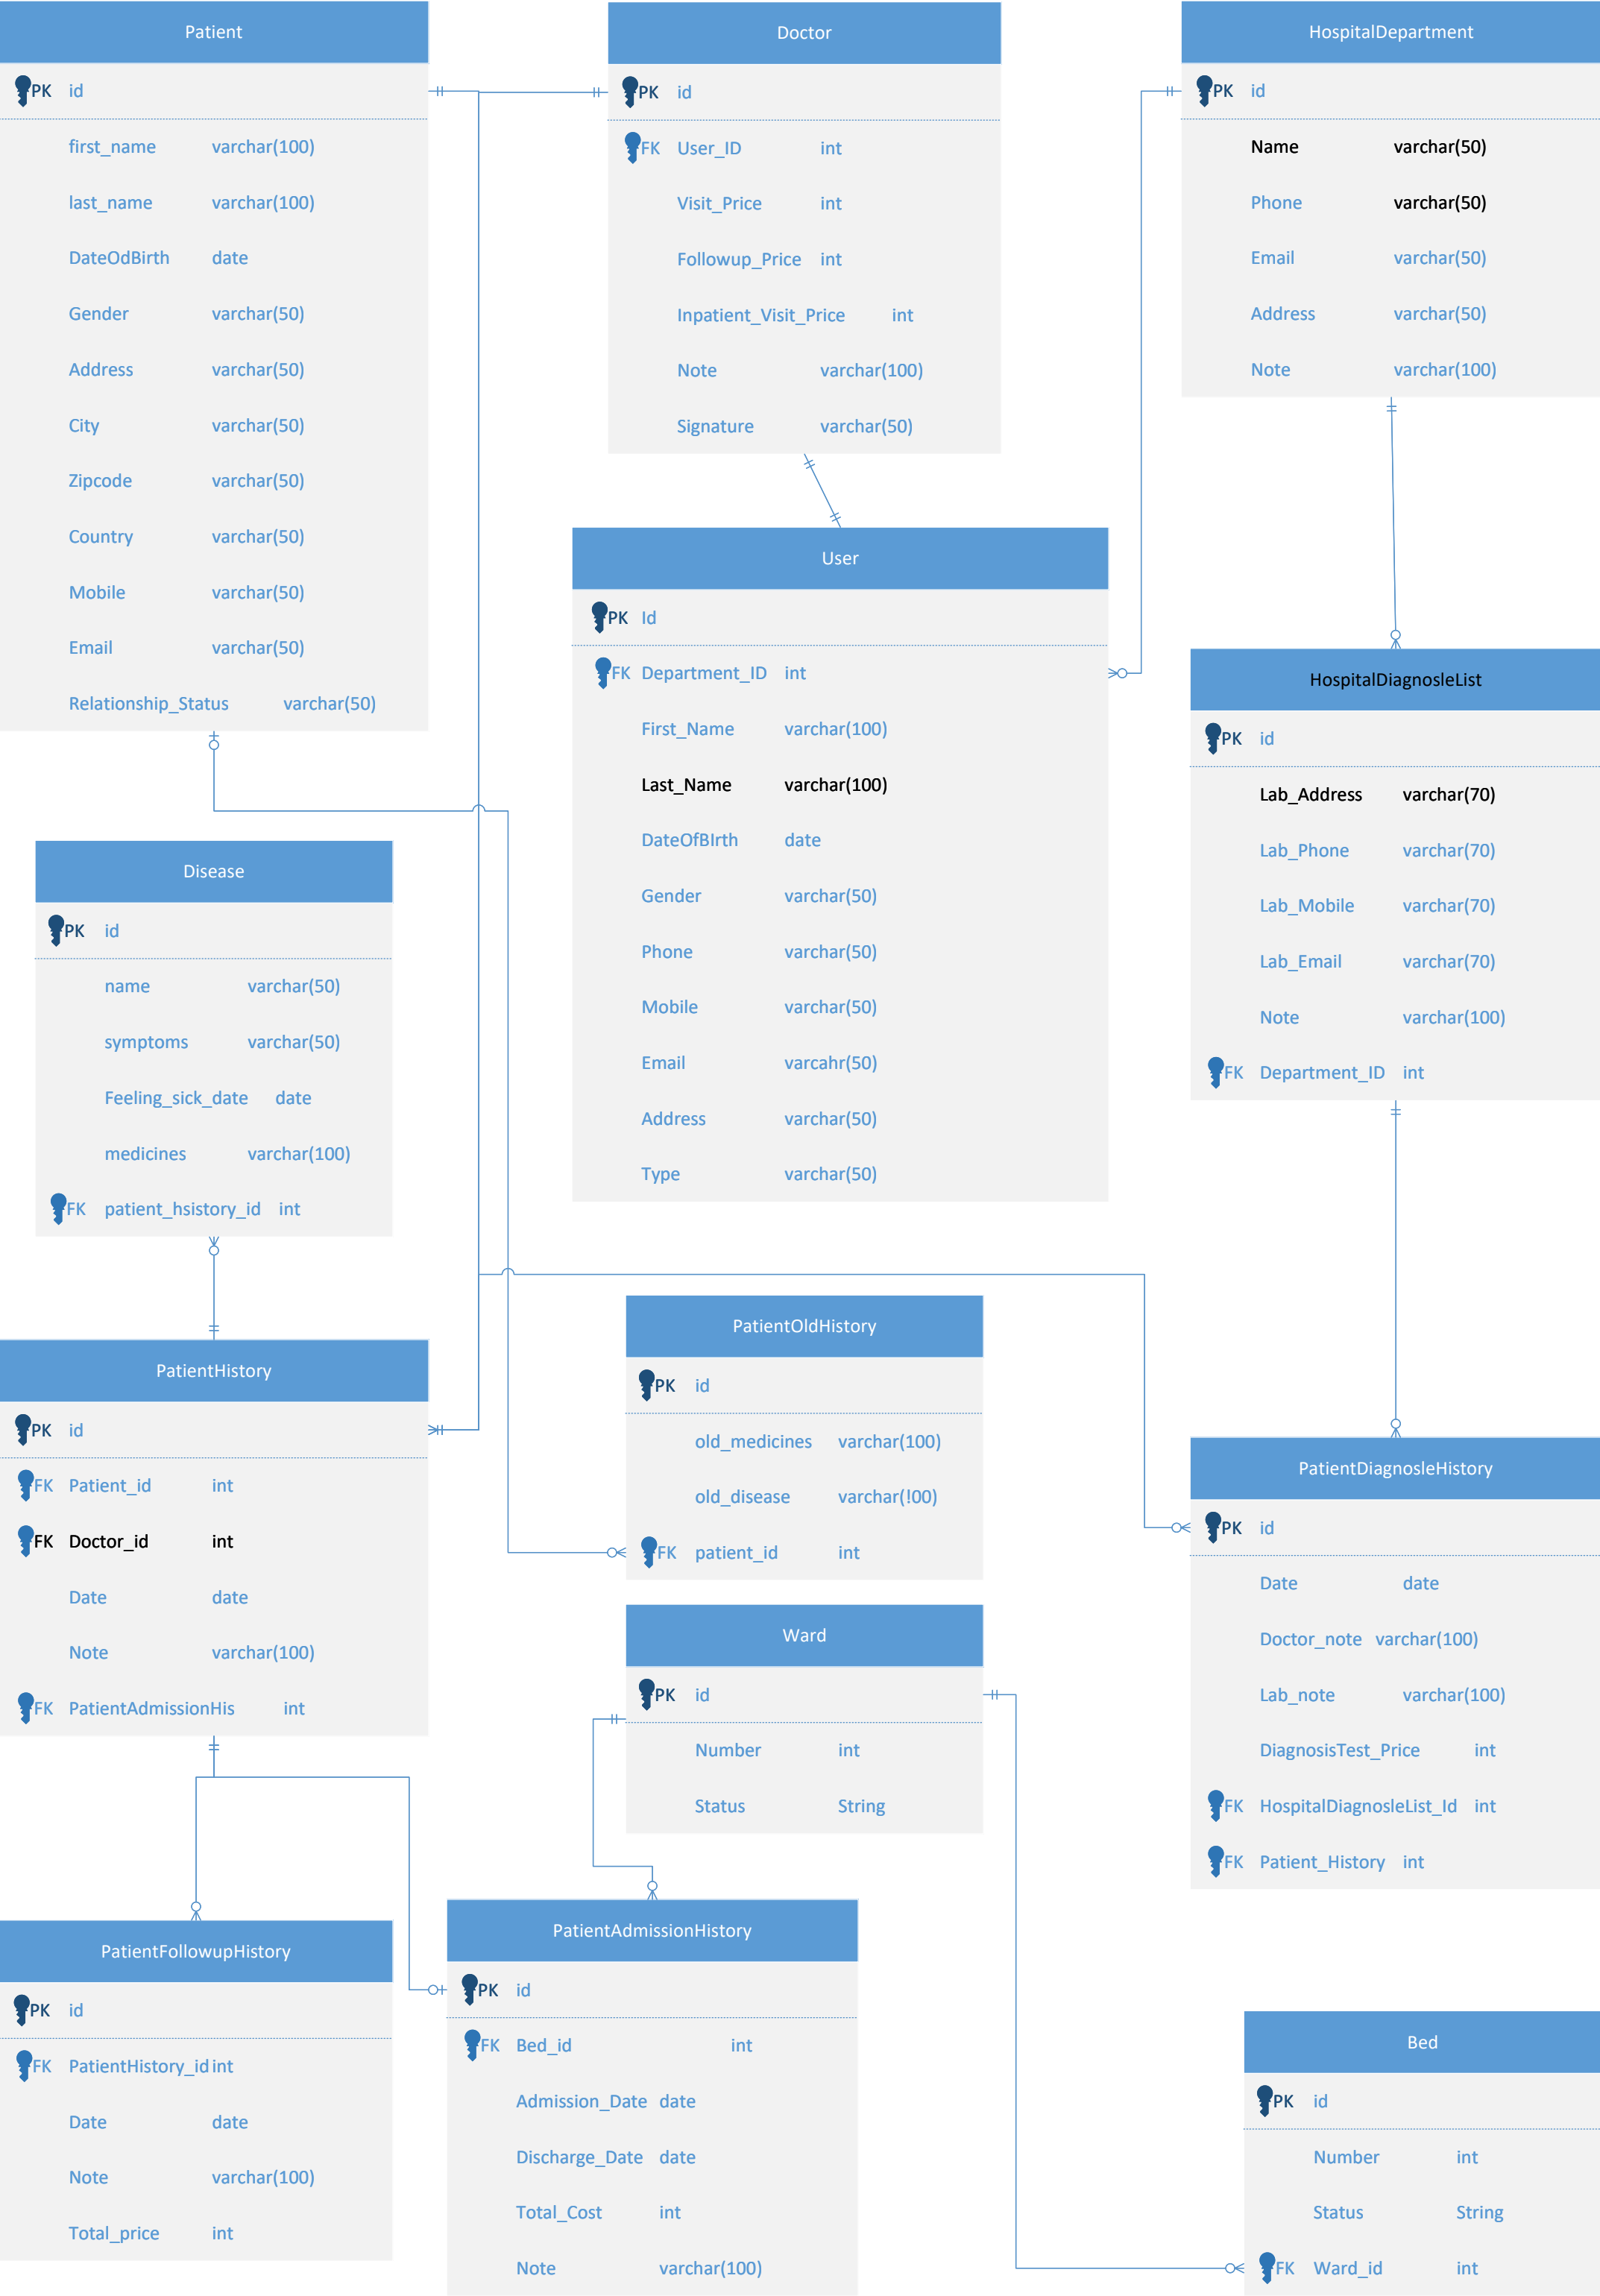 Patient
PK id
first_name varchar(100)
last_name varchar(100)
DateOdBirth date
Gender varchar(50)
Address varchar(50)
City varchar(50)
Zipcode varchar(50)
Country varchar(50)
Mobile varchar(50)
Email varchar(50)
Relationship_Status varchar(50)
Doctor
PK id
FK User_ID int
Visit_Price int
Followup_Price int
Inpatient_Visit_Price int
Note varchar(100)
Signature varchar(50)
HospitalDepartment
PK id
Name varchar(50)
Phone varchar(50)
Email varchar(50)
Address varchar(50)
Note varchar(100)
User
PK Id
FK Department_ID int
First_Name varchar(100)
Last_Name varchar(100)
DateOfBIrth date
Gender varchar(50)
Phone varchar(50)
Mobile varchar(50)
Email varcahr(50)
Address varchar(50)
Type varchar(50)
HospitalDiagnosleList
PK id
Lab_Address varchar(70)
Lab_Phone varchar(70)
Lab_Mobile varchar(70)
Lab_Email varchar(70)
Note varchar(100)
FK Department_ID int
Disease
PK id
name varchar(50)
symptoms varchar(50)
Feeling_sick_date date
medicines varchar(100)
FK patient_hsistory_id int
PatientHistory
PK id
FK Patient_id int
FK Doctor_id int
Date date
Note varchar(100)
FK PatientAdmissionHis int
PatientOldHistory
PK id
old_medicines varchar(100)
old_disease varchar(!00)
FK patient_id int
Ward
PK id
Number int
Status String
PatientDiagnosleHistory
PK id
Date date
Doctor_note varchar(100)
Lab_note varchar(100)
DiagnosisTest_Price int
FK HospitalDiagnosleList_Id int
FK Patient_History int
PatientFollowupHistory
PK id
FK PatientHistory_id int
Date date
Note varchar(100)
Total_price int
PatientAdmissionHistory
PK id
FK Bed_id int
Admission_Date date
Discharge_Date date
Total_Cost int
Note varchar(100)
Bed
PK id
Number int
Status String
FK Ward_id int